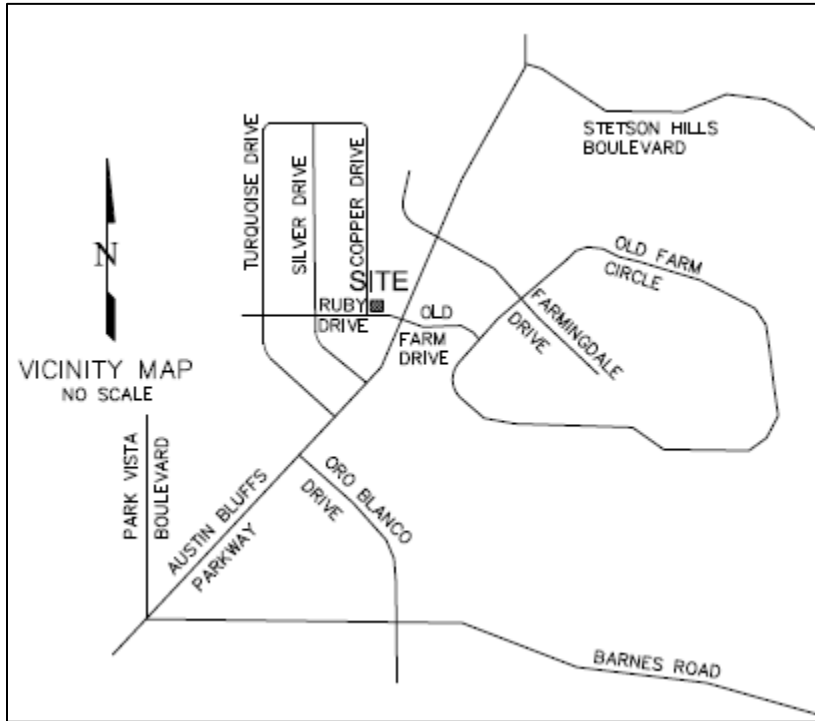 STETSON HILLS
BOULEVARD
TURQUOISE DRIVE
SILVER DRIVE
COPPER DRIVE
N
SITE
RUBY
DRIVE
OLD
FARM
DRIVE
OLD FARM
CIRCLE
FARMINGDALE
DRIVE
VICINITY MAP
NO SCALE
PARK VISTA
BOULEVARD
AUSTIN BLUFFS
PARKWAY
ORO BLANCO
DRIVE
BARNES ROAD